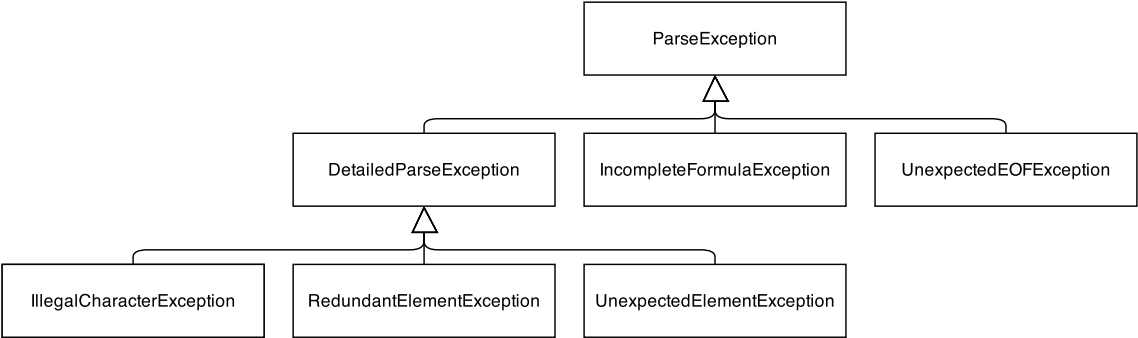 ParseException
DetailedParseException
IncompleteFormulaException
UnexpectedEOFException
IllegalCharacterException
RedundantElementException
UnexpectedElementException